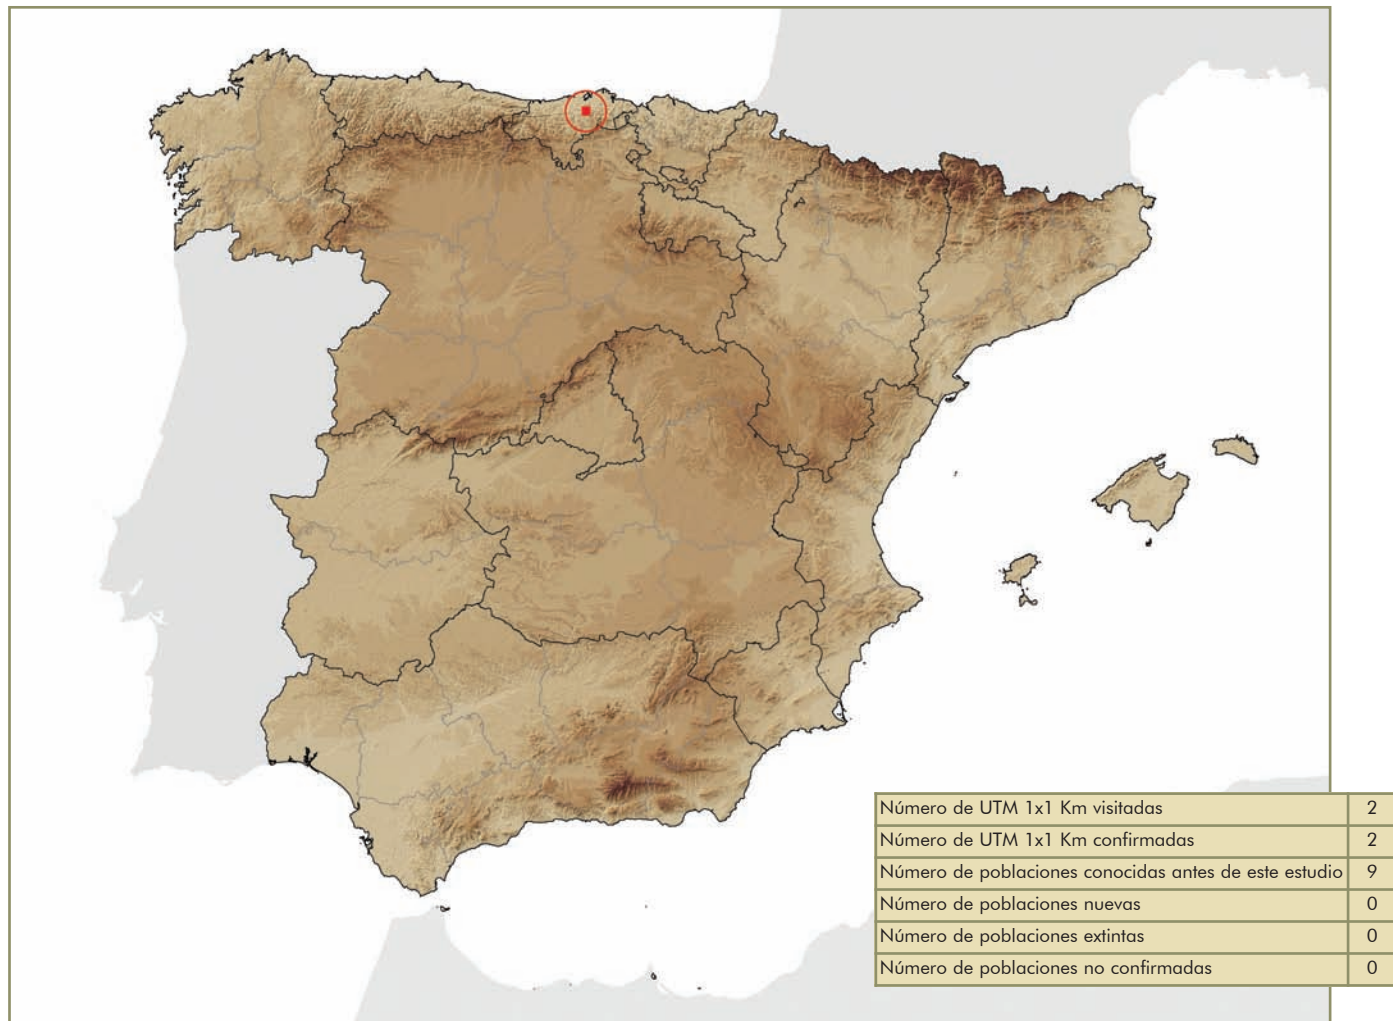 Número de UTM 1x1 Km visitadas 2
Número de UTM 1x1 Km confirmadas 2
Número de poblaciones conocidas antes de este estudio 9
Número de poblaciones nuevas 0
Número de poblaciones extintas 0
Número de poblaciones no confirmadas 0